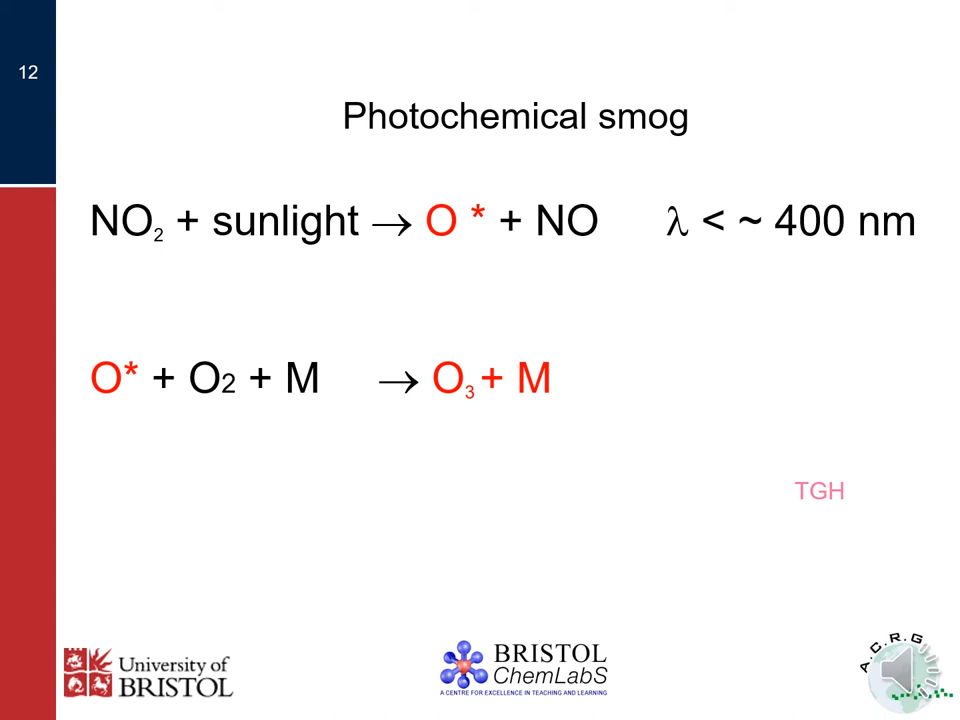 12
Photochemical smog
NO₂ + sunlight → O * + NO λ < ~ 400 nm
O* + O₂ + M → O₃ + M
TGH
University of
BRISTOL
BRISTOL
ChemLabS
A CENTRE FOR EXCELLENCE IN TEACHING AND LEARNING
A.C.R.G